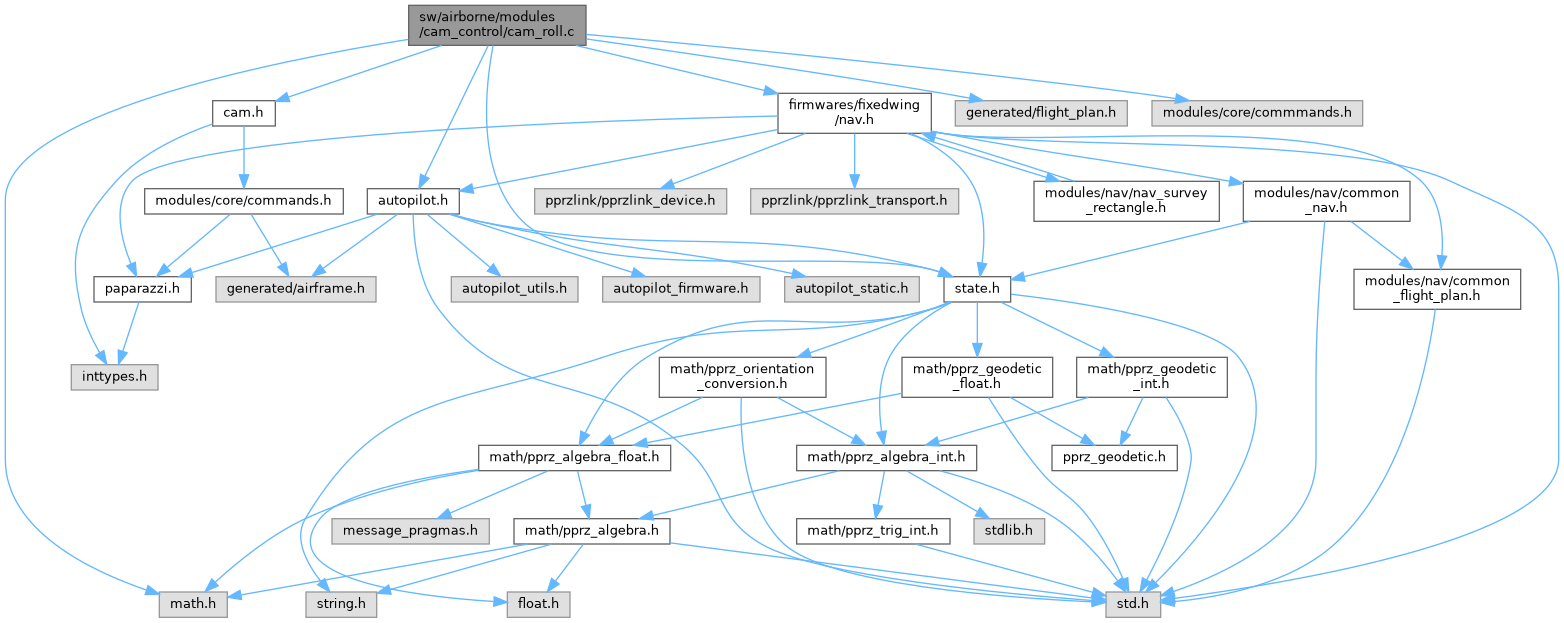 sw/airborne/modules
/cam_control/cam_roll.c
cam.h
firmwares/fixedwing
/nav.h
generated/flight_plan.h
modules/core/commmands.h
modules/core/commands.h
autopilot.h
pprzlink/pprzlink_device.h
pprzlink/pprzlink_transport.h
modules/nav/nav_survey
_rectangle.h
modules/nav/common
_nav.h
paparazzi.h
generated/airframe.h
autopilot_utils.h
autopilot_firmware.h
autopilot_static.h
state.h
modules/nav/common
_flight_plan.h
inttypes.h
math/pprz_orientation
_conversion.h
math/pprz_geodetic
_float.h
math/pprz_geodetic
_int.h
math/pprz_algebra_float.h
math/pprz_algebra_int.h
pprz_geodetic.h
message_pragmas.h
math/pprz_algebra.h
math/pprz_trig_int.h
stdlib.h
math.h
string.h
float.h
std.h